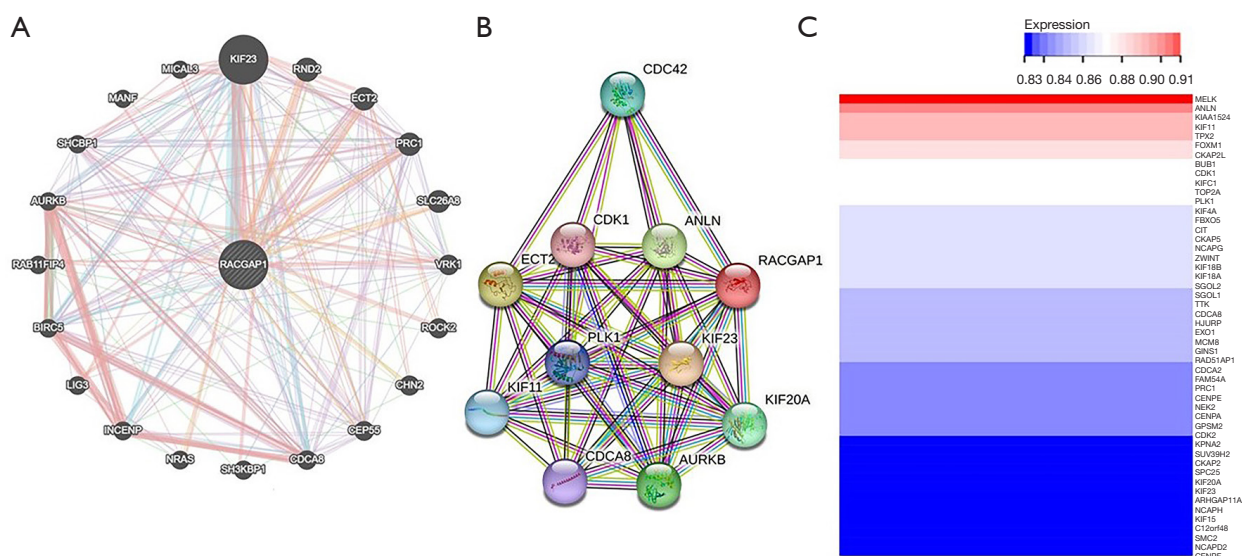 A
KIF23
RND2
MICAL3
ECT2
MANF
PRC1
SHCBP1
SLC26A8
AURKB
RACGAP1
VRK1
RAB11FIP4
ROCK2
BIRC5
CHN2
LIG3
CEP55
INCENP
CDCA8
NRAS
SH3KBP1
B
CDC42
CDK1
ANLN
ECT2
RACGAP1
PLK1
KIF23
KIF11
KIF20A
CDCA8
AURKB
C
Expression
0.83 0.84 0.86 0.88 0.90 0.91
MELK
ANLN
KIAA1524
KIF11
TPX2
FOXM1
CKAP2L
BUB1
CDK1
KIFC1
TOP2A
PLK1
KIF4A
FBXO5
CIT
CKAP5
NCAPG
ZWINT
KIF18B
KIF18A
SGOL2
SGOL1
TTK
CDCA8
HJURP
EXO1
MCM8
GINS1
RAD51AP1
CDCA2
FAM54A
PRC1
CENPE
NEK2
CENPA
GPSM2
CDK2
KPNA2
SUV39H2
CKAP2
SPC25
KIF20A
KIF23
ARHGAP11A
NCAPH
KIF15
C12orf48
SMC2
NCAPD2